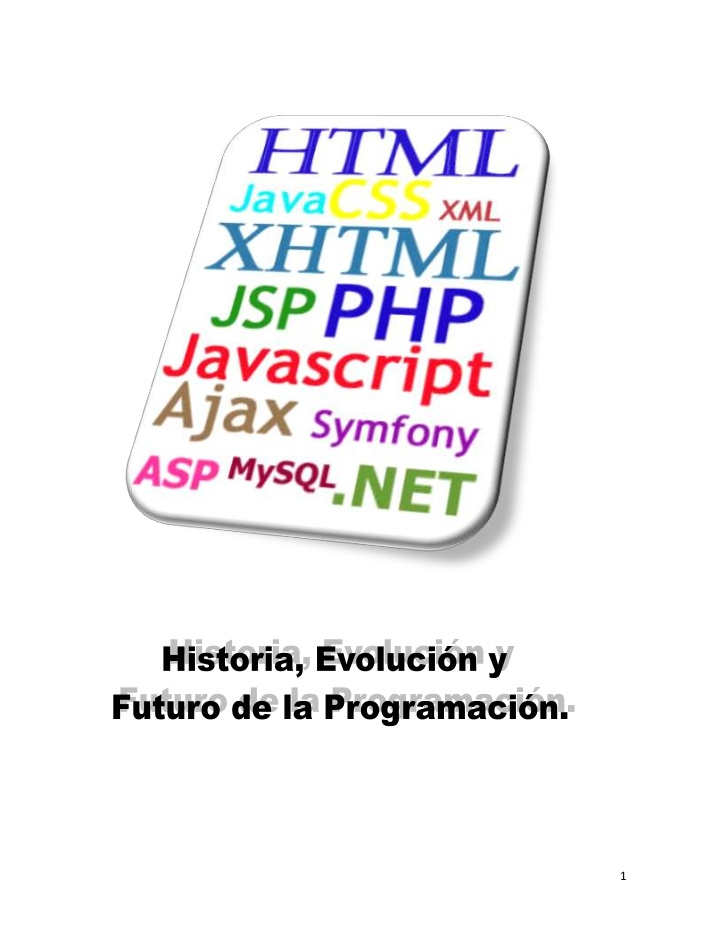 HTML
Java CSS XML
XHTML
JSP PHP
Javascript
Ajax Symfony
ASP MySQL .NET
Historia, Evolución y
Futuro de la Programación.
1